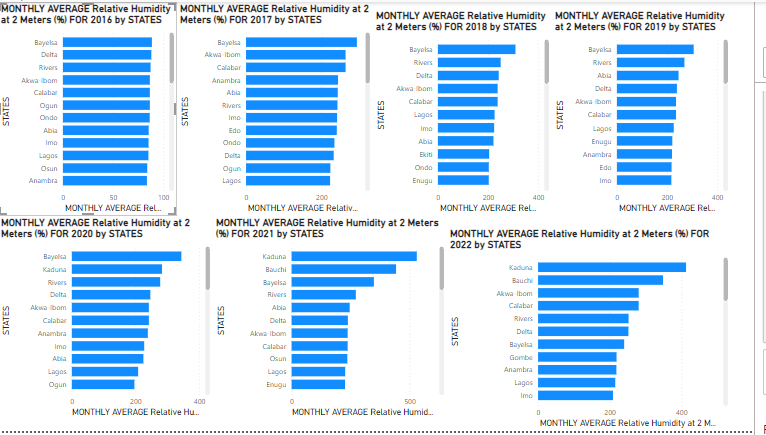 MONTHLY AVERAGE Relative Humidity
at 2 Meters (%) FOR 2016 by STATES
STATES
Bayelsa
Delta
Rivers
Akwa Ibom
Calabar
Ogun
Ondo
Abia
Imo
Lagos
Osun
Anambra
0 50 100
MONTHLY AVERAGE Rel...
MONTHLY AVERAGE Relative Humidity at 2
Meters (%) FOR 2017 by STATES
STATES
Bayelsa
Akwa Ibom
Calabar
Anambra
Abia
Rivers
Imo
Edo
Ondo
Delta
Ogun
Lagos
0 200
MONTHLY AVERAGE Relativ...
MONTHLY AVERAGE Relative Humidity
at 2 Meters (%) FOR 2018 by STATES
STATES
Bayelsa
Rivers
Delta
Akwa Ibom
Calabar
Lagos
Imo
Abia
Ekiti
Ondo
Enugu
0 200 400
MONTHLY AVERAGE Rel...
MONTHLY AVERAGE Relative Humidity
at 2 Meters (%) FOR 2019 by STATES
STATES
Bayelsa
Rivers
Abia
Delta
Akwa Ibom
Calabar
Lagos
Enugu
Anambra
Edo
Imo
0 200 400
MONTHLY AVERAGE Rel...
MONTHLY AVERAGE Relative Humidity at 2
Meters (%) FOR 2020 by STATES
STATES
Bayelsa
Kaduna
Rivers
Delta
Akwa Ibom
Calabar
Anambra
Imo
Abia
Lagos
Ogun
0 200 400
MONTHLY AVERAGE Relative Hu...
MONTHLY AVERAGE Relative Humidity at 2 Meters
(%) FOR 2021 by STATES
STATES
Kaduna
Bauchi
Bayelsa
Rivers
Abia
Delta
Akwa Ibom
Calabar
Osun
Lagos
Enugu
0 500
MONTHLY AVERAGE Relative Humid...
MONTHLY AVERAGE Relative Humidity at 2 Meters (%) FOR
2022 by STATES
STATES
Kaduna
Bauchi
Akwa Ibom
Calabar
Rivers
Delta
Bayelsa
Gombe
Anambra
Lagos
Imo
0 200 400
MONTHLY AVERAGE Relative Humidity at 2 M...